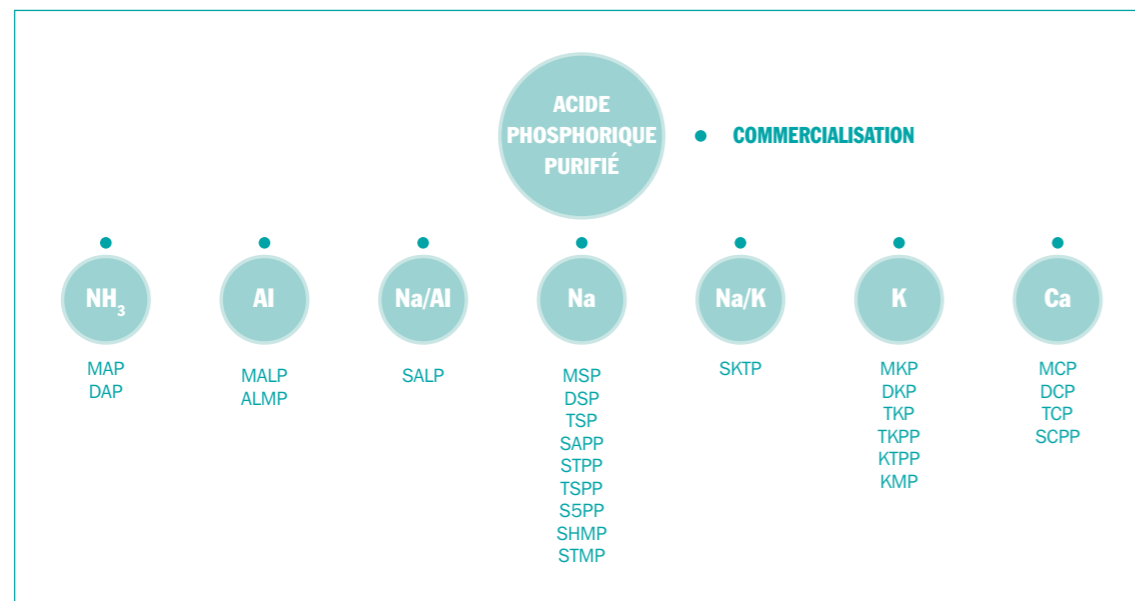 ACIDE
PHOSPHORIQUE
PURIFIÉ
COMMERCIALISATION
NH3
Al
Na/Al
Na
Na/K
K
Ca
MAP
DAP
MALP
ALMP
SALP
MSP
DSP
TSP
SAPP
STPP
TSPP
S5PP
SHMP
STMP
SKTP
MKP
DKP
TKP
TKPP
KTPP
KMP
MCP
DCP
TCP
SCPP